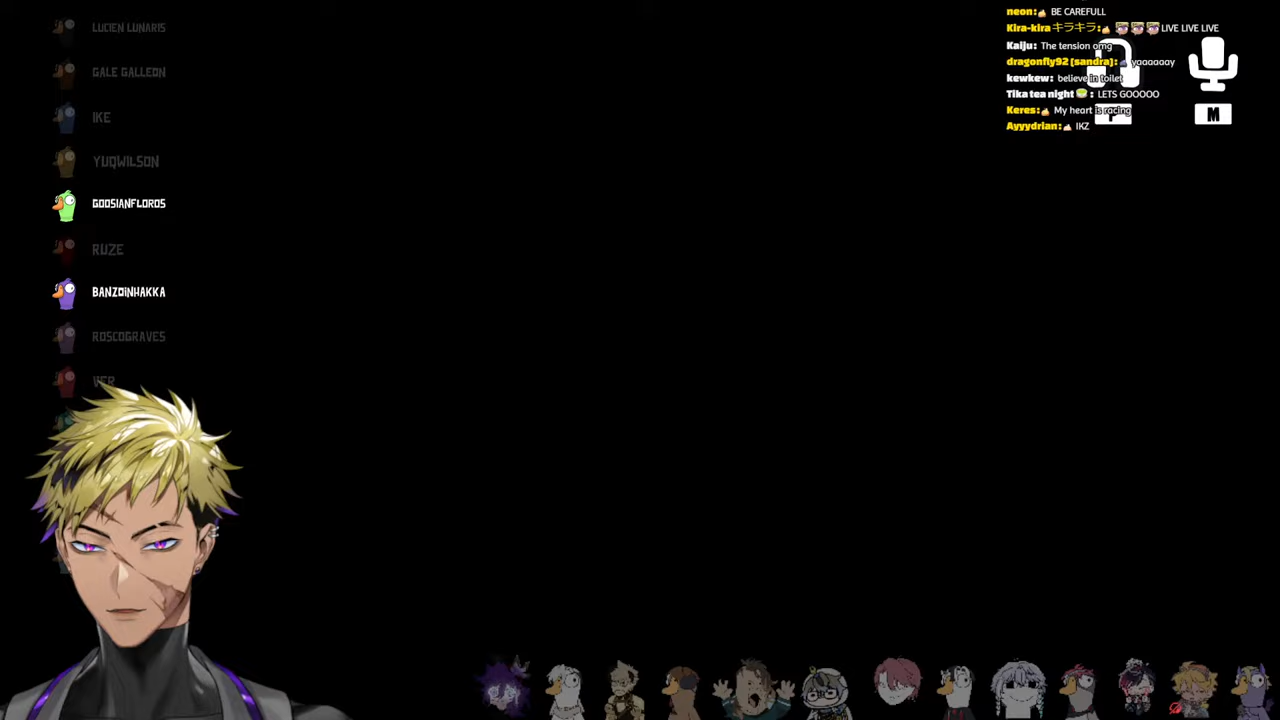 LUCIEN LUNARIS
GALE GALLEON
IKE
YUQWILSON
GOOSIANFLOROS
RUZE
BANZOINHAKKA
ROSCOGRAVES
VER
neon: BE CAREFULL
Kira-kira キラキラ: LIVE LIVE LIVE
Kaiju: The tension omg
dragonfly92 [sandra]: yaaaaaay
kewkew: believe in toilet
Tika tea night 🍵 : LETS GOOOOO
Keres: My heart is racing
Ayyydrian: IKZ
M